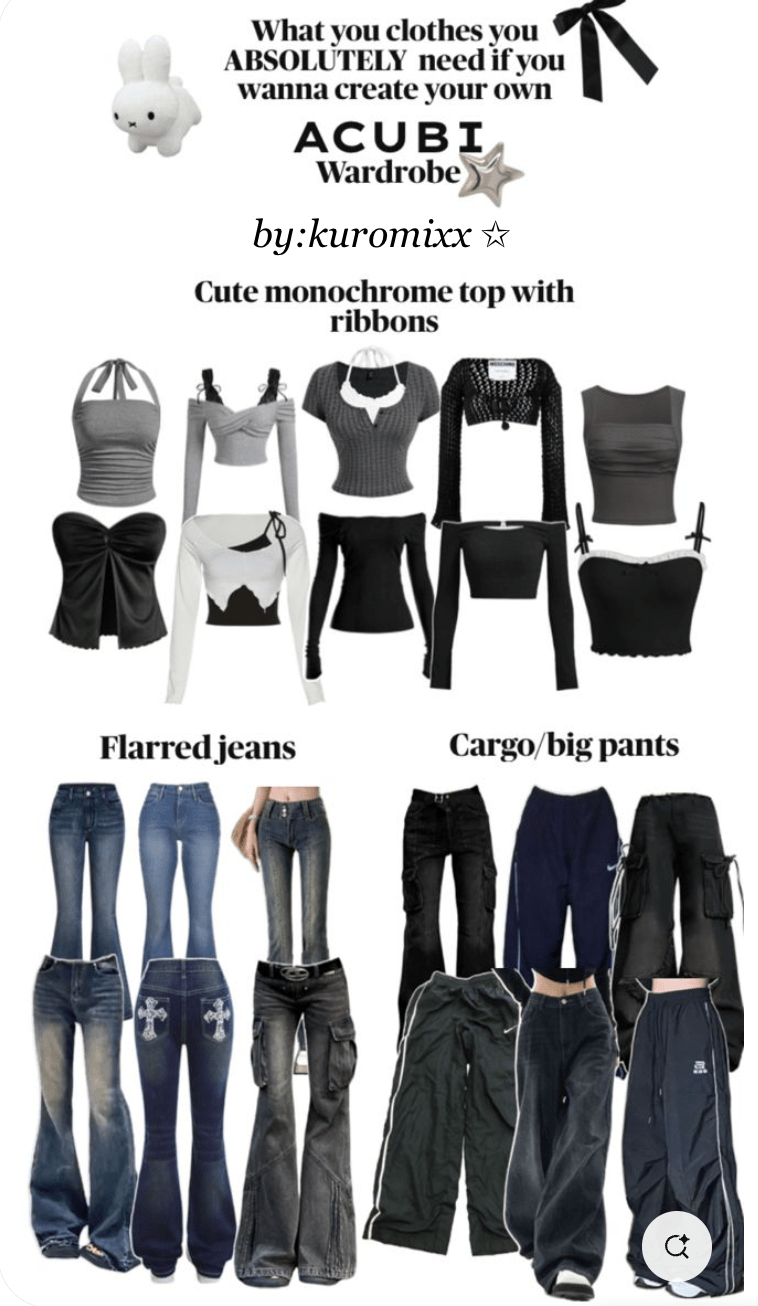 What you clothes you
ABSOLUTELY need if you
wanna create your own
ACUBI
Wardrobe
by:kuromixx ☆
Cute monochrome top with
ribbons
Flarred jeans
Cargo/big pants